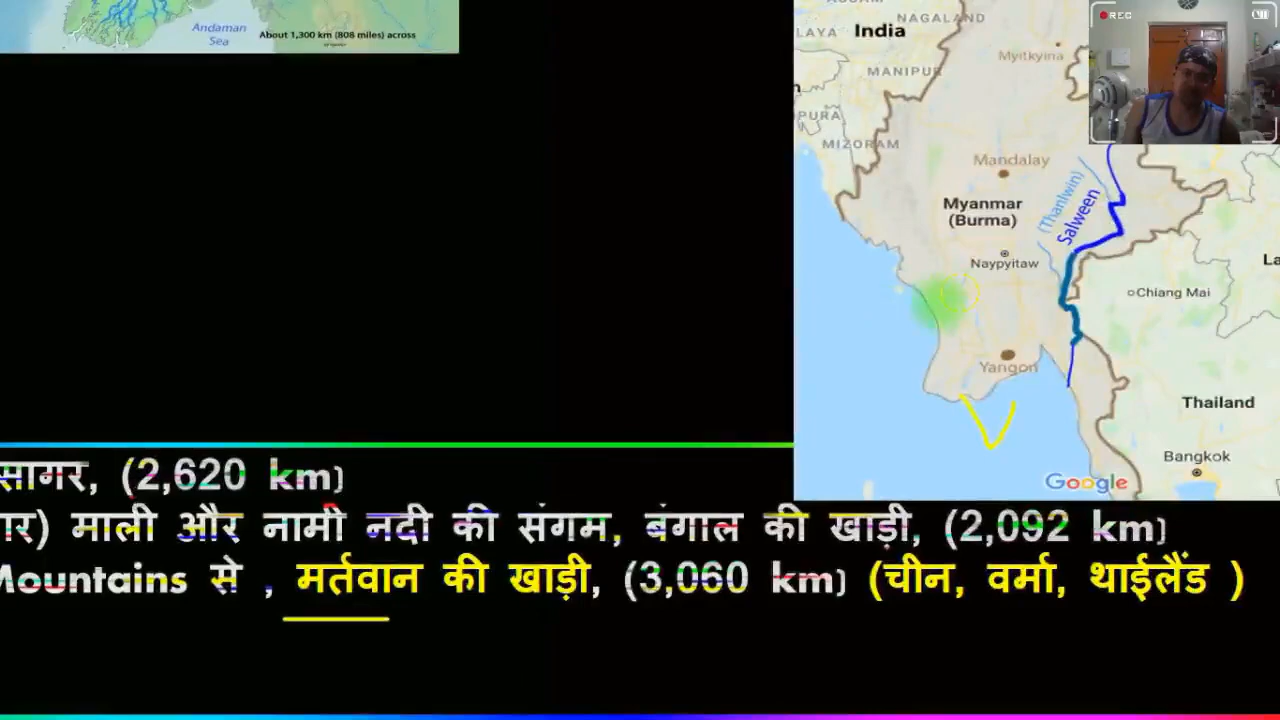 Andaman
Sea
About 1,300 km (808 miles) across
NAGALAND
India
Myitkyina
MANIPUR
MIZORAM
Mandalay
Myanmar
(Burma)
(Thanlwin)
Salween
Naypyitaw
Chiang Mai
Yangon
Thailand
Bangkok
Google
REC
सागर, (2,620 km)
माली और नामी नदी की संगम, बंगाल की खाड़ी, (2,092 km)
Mountains से , मर्तवान की खाड़ी, (3,060 km) (चीन, वर्मा, थाईलैंड )